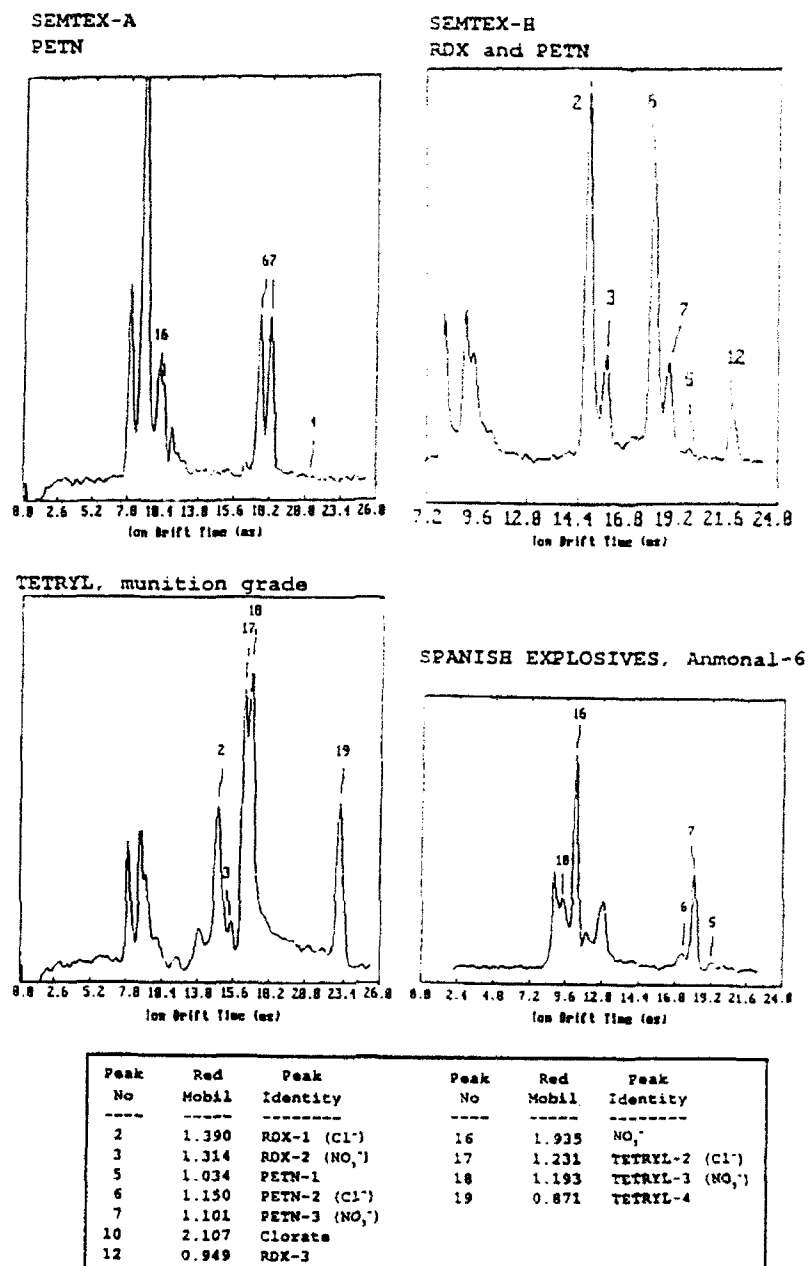 SEMTEX-A
PETN
16
67
1
0.0 2.6 5.2 7.8 10.4 13.0 15.6 18.2 20.8 23.4 26.0
Ion Drift Time (ms)
SEMTEX-H
RDX and PETN
2
6
3
7
5
12
7.2 9.6 12.0 14.4 16.8 19.2 21.6 24.0
Ion Drift Time (ms)
TETRYL, munition grade
18
17
2
19
3
0.0 2.6 5.2 7.8 10.4 13.0 15.6 18.2 20.8 23.4 26.0
Ion Drift Time (ms)
SPANISH EXPLOSIVES, Anmonal-6
16
10
7
6
5
0.0 2.4 4.8 7.2 9.6 12.0 14.4 16.8 19.2 21.6 24.0
Ion Drift Time (ms)
Peak Red Peak Peak Red Peak
No Mobil Identity No Mobil Identity
---- ----- -------- ---- ----- --------
2 1.390 RDX-1 (Cl⁻) 16 1.935 NO₃⁻
3 1.314 RDX-2 (NO₃⁻) 17 1.231 TETRYL-2 (Cl⁻)
5 1.034 PETN-1 18 1.193 TETRYL-3 (NO₃⁻)
6 1.150 PETN-2 (Cl⁻) 19 0.871 TETRYL-4
7 1.101 PETN-3 (NO₃⁻)
10 2.107 Clorate
12 0.949 RDX-3